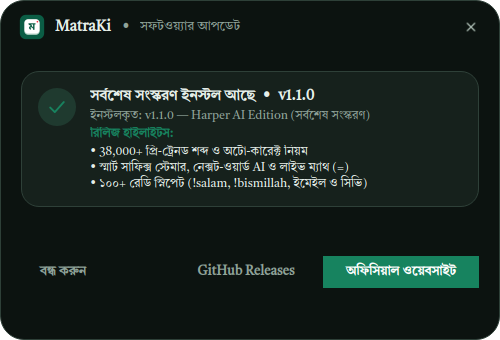 ম MatraKi • সফটওয়্যার আপডেট ×
সর্বশেষ সংস্করণ ইনস্টল আছে • v1.1.0
ইনস্টলকৃত: v1.1.0 — Harper AI Edition (সর্বশেষ সংস্করণ)
রিলিজ হাইলাইটস:
• 38,000+ প্রি-ট্রেনড শব্দ ও অটো-কারেক্ট নিয়ম
• স্মার্ট সাফিক্স স্টেমার, নেক্সট-ওয়ার্ড AI ও লাইভ ম্যাথ (=)
• ১০০+ রেডি স্নিপেট (!salam, !bismillah, ইমেইল ও সিভি)
বন্ধ করুন GitHub Releases অফিসিয়াল ওয়েবসাইট